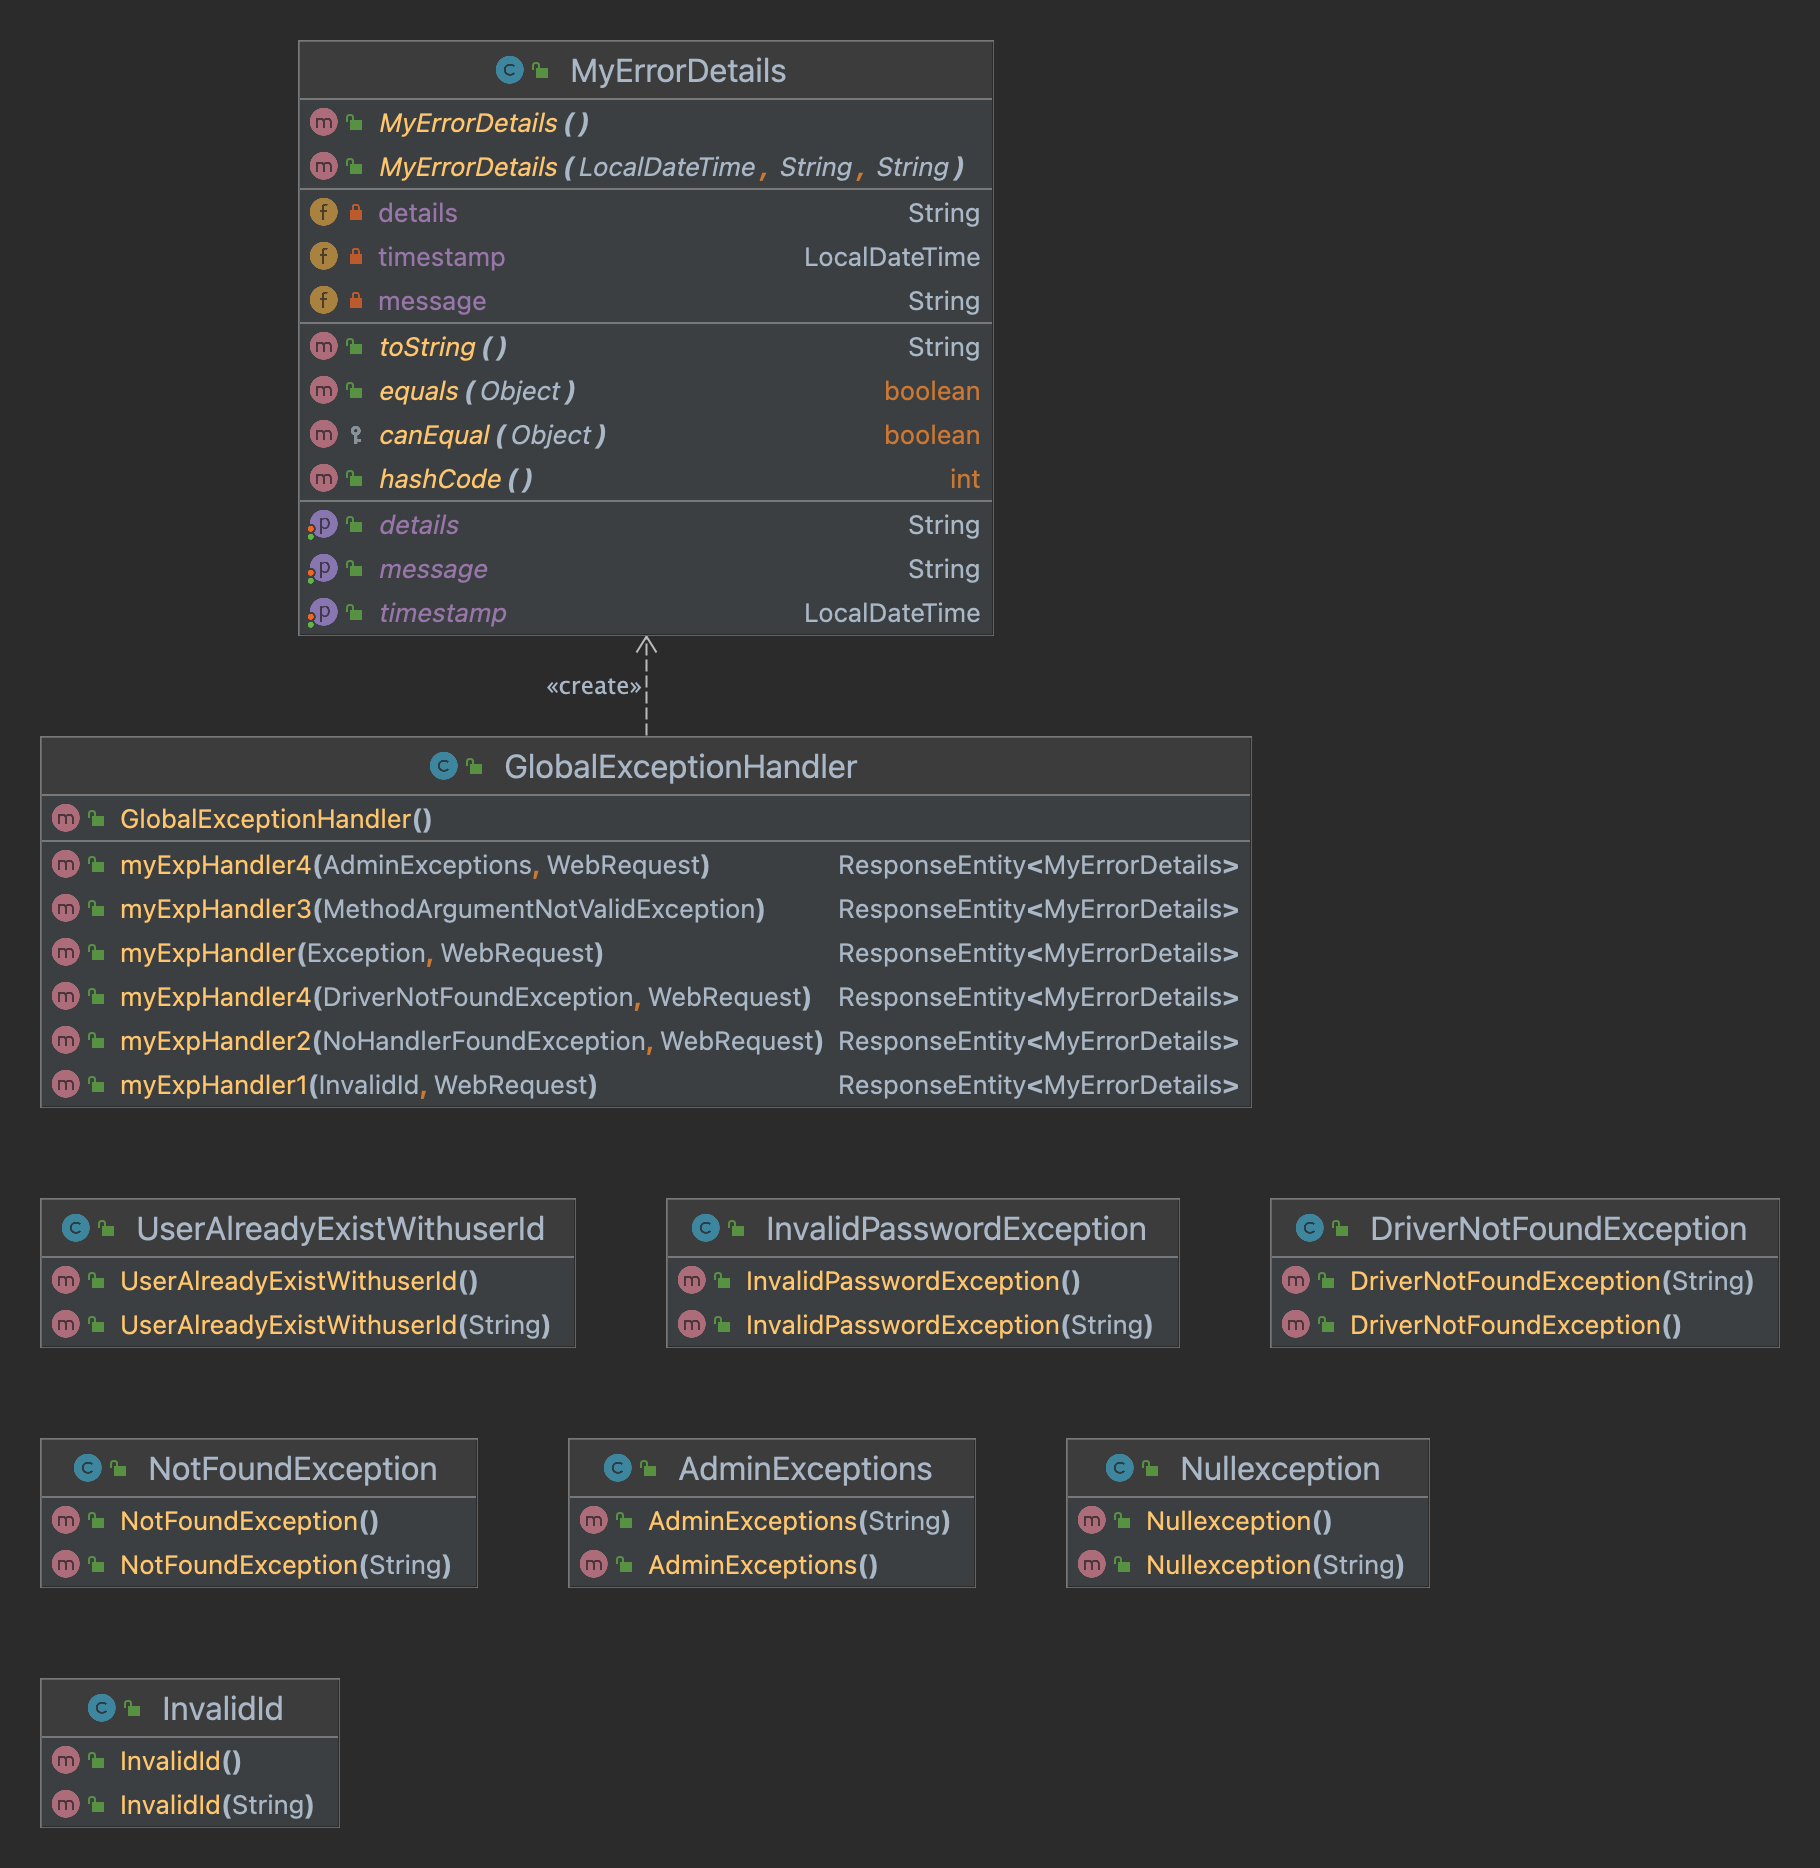 MyErrorDetails
MyErrorDetails()
MyErrorDetails(LocalDateTime, String, String)
details String
timestamp LocalDateTime
message String
toString() String
equals(Object) boolean
canEqual(Object) boolean
hashCode() int
details String
message String
timestamp LocalDateTime
«create»
GlobalExceptionHandler
GlobalExceptionHandler()
myExpHandler4(AdminExceptions, WebRequest) ResponseEntity<MyErrorDetails>
myExpHandler3(MethodArgumentNotValidException) ResponseEntity<MyErrorDetails>
myExpHandler(Exception, WebRequest) ResponseEntity<MyErrorDetails>
myExpHandler4(DriverNotFoundException, WebRequest) ResponseEntity<MyErrorDetails>
myExpHandler2(NoHandlerFoundException, WebRequest) ResponseEntity<MyErrorDetails>
myExpHandler1(InvalidId, WebRequest) ResponseEntity<MyErrorDetails>
UserAlreadyExistWithuserId
UserAlreadyExistWithuserId()
UserAlreadyExistWithuserId(String)
InvalidPasswordException
InvalidPasswordException()
InvalidPasswordException(String)
DriverNotFoundException
DriverNotFoundException(String)
DriverNotFoundException()
NotFoundException
NotFoundException()
NotFoundException(String)
AdminExceptions
AdminExceptions(String)
AdminExceptions()
Nullexception
Nullexception()
Nullexception(String)
InvalidId
InvalidId()
InvalidId(String)